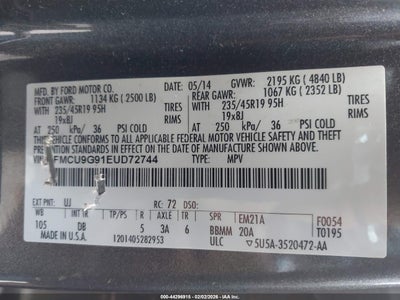 MFD. BY FORD MOTOR CO.
DATE: 05/14 GVWR: 2195 KG ( 4840 LB)
FRONT GAWR: 1134 KG ( 2500 LB) REAR GAWR: 1067 KG ( 2352 LB)
235/45R19 95H WITH 235/45R19 95H TIRES
19x8J RIMS 19x8J
AT 250 kPa/ 36 PSI COLD AT 250 kPa/ 36 PSI COLD
THIS VEHICLE CONFORMS TO ALL APPLICABLE FEDERAL MOTOR VEHICLE SAFETY AND THEFT
PREVENTION STANDARDS IN EFFECT ON THE DATE OF MANUFACTURE SHOWN ABOVE.
FMCU9G91EUD72744 TYPE: MPV
EXT PNT: UJ RC: 72 DSO:
WB INT TR TP/PS R AXLE TR SPR EM21A F0054
105 DB 5 3A 6 BBMM 20A T0195
MADE IN U.S.A. ULC
1201405282953 5U5A-3520472-AA
COPART
#000 - 44296915 - 02/02/2026 - IAA HOLDINGS, LLC